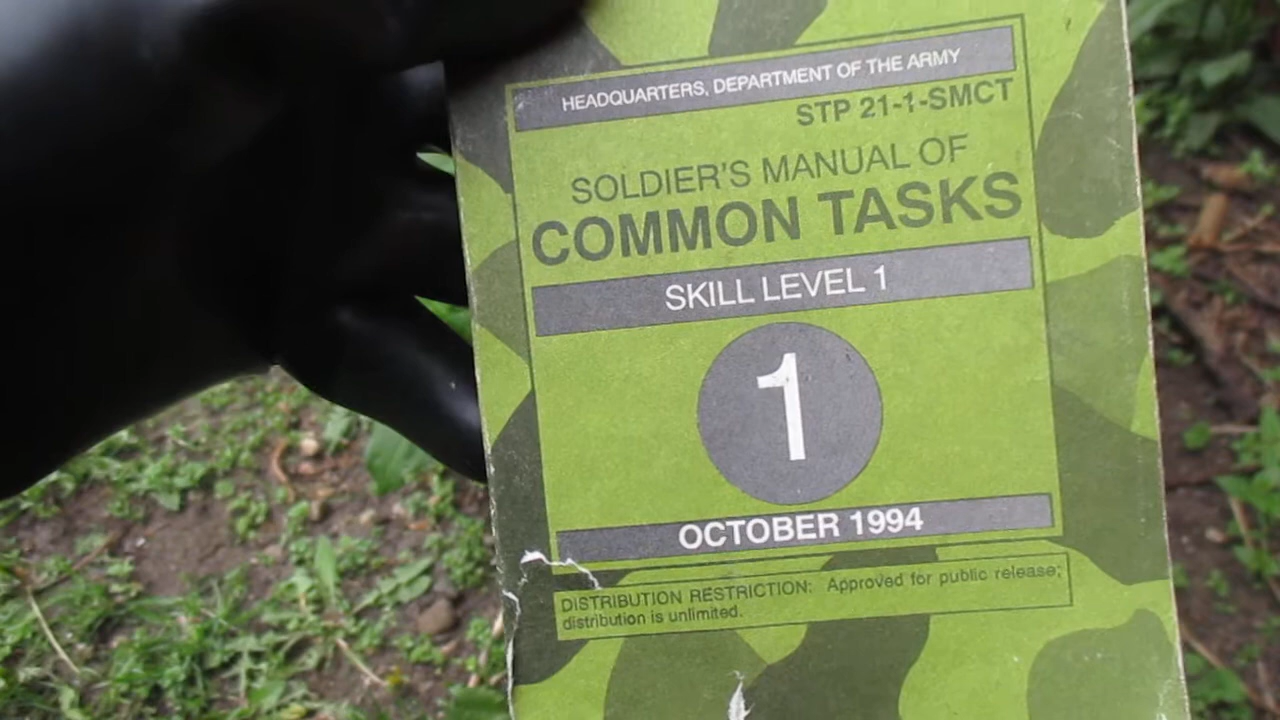 HEADQUARTERS, DEPARTMENT OF THE ARMY
STP 21-1-SMCT
SOLDIER'S MANUAL OF
COMMON TASKS
SKILL LEVEL 1
1
OCTOBER 1994
DISTRIBUTION RESTRICTION: Approved for public release;
distribution is unlimited.